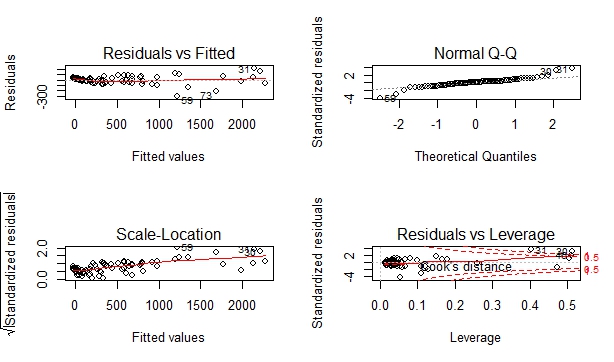 Residuals vs Fitted
Residuals
-300
31
59
73
0 500 1000 1500 2000
Fitted values
Normal Q-Q
Standardized residuals
2
-4
59
31
-2 -1 0 1 2
Theoretical Quantiles
Scale-Location
√|Standardized residuals|
2.0
0.0
59
0 500 1000 1500 2000
Fitted values
Residuals vs Leverage
Standardized residuals
2
-4
31
Cook's distance
0.5
0.5
0.0 0.1 0.2 0.3 0.4 0.5
Leverage